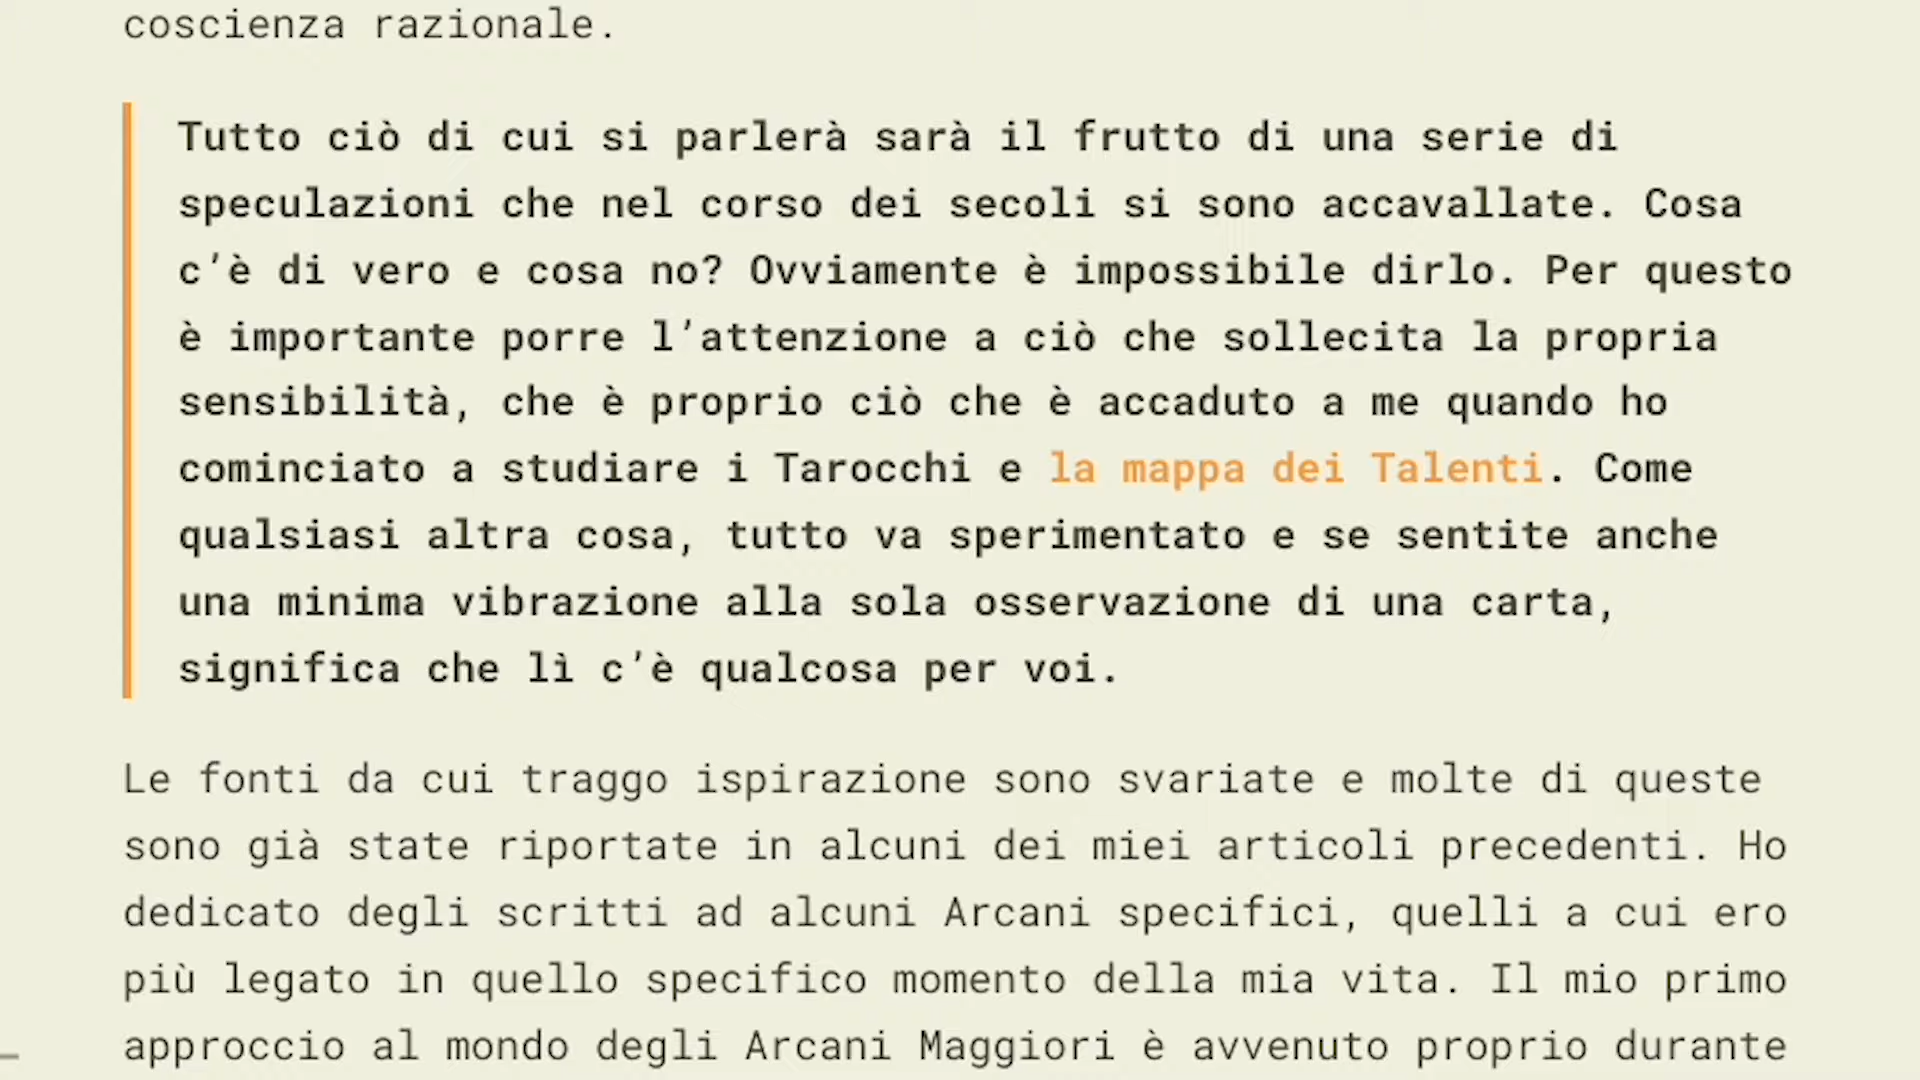 coscienza razionale.
Tutto ciò di cui si parlerà sarà il frutto di una serie di
speculazioni che nel corso dei secoli si sono accavallate. Cosa
c’è di vero e cosa no? Ovviamente è impossibile dirlo. Per questo
è importante porre l’attenzione a ciò che sollecita la propria
sensibilità, che è proprio ciò che è accaduto a me quando ho
cominciato a studiare i Tarocchi e la mappa dei Talenti. Come
qualsiasi altra cosa, tutto va sperimentato e se sentite anche
una minima vibrazione alla sola osservazione di una carta,
significa che lì c’è qualcosa per voi.
Le fonti da cui traggo ispirazione sono svariate e molte di queste
sono già state riportate in alcuni dei miei articoli precedenti. Ho
dedicato degli scritti ad alcuni Arcani specifici, quelli a cui ero
più legato in quello specifico momento della mia vita. Il mio primo
approccio al mondo degli Arcani Maggiori è avvenuto proprio durante